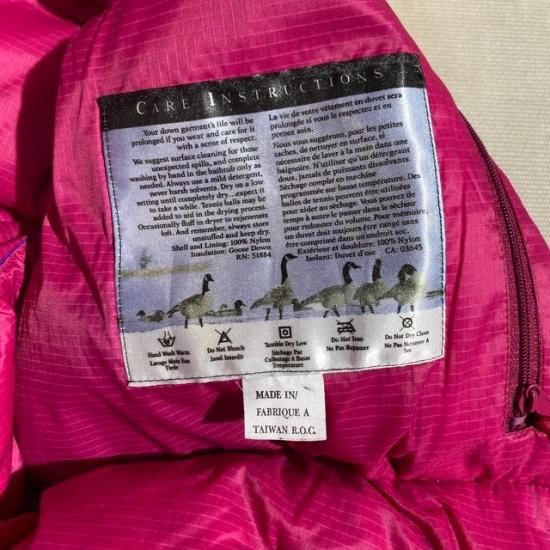 CARE INSTRUCTIONS
Your down garment's life will be
prolonged if you wear and care for it
with a sense of respect.
We suggest surface cleaning for those
unexpected spills, and complete
washing by hand in the bathtub only as
needed. Always use a mild detergent,
never harsh solvents. Dry on a low
setting until completely dry...expect it
to take a while. Tennis balls may be
added to aid in the drying process.
Occasionally fluff in dryer to rejuvenate
loft. And remember, always store
unstuffed and keep dry.
Shell and Lining: 100% Nylon
Insulation: Goose Down
RN: 51884
La vie de votre vêtement en duvet sera
prolongée si vous le respectez et en
prenez soin.
Nous vous suggérons, pour les petites
taches, de nettoyer en surface, si
nécessaire de laver à la main dans une
baignoire. N'utiliser qu'un détergent
doux, jamais de puissants dissolvants.
Séchage complet en machine
programmée sur basse température. Des
balles de tennis peuvent être utilisées
pour aider au séchage. Vous pouvez de
temps à autre le passer dans le séchoir
pour redonner du volume. Pour mémoire,
un duvet doit toujours être rangé sans
être comprimé dans un endroit sec.
Extérieur et doublure: 100% Nylon
Isolant: Duvet d'oie CA: 03645
Hand Wash Warm
Lavage Main Eau
Tiède
Do Not Bleach
Javel Interdit
Tumble Dry Low
Séchage Par
Culbutage A Basse
Temperature
Do Not Iron
Ne Pas Repasser
Do Not Dry Clean
Ne Pas Nettoyer A
Sec
MADE IN/
FABRIQUE A
TAIWAN R.O.C.